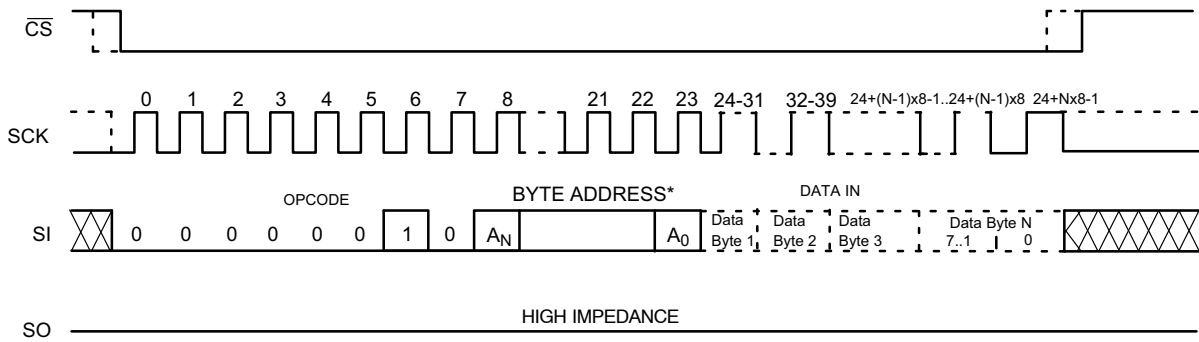 CS
0 1 2 3 4 5 6 7 8 21 22 23 24-31 32-39 24+(N-1)x8-1..24+(N-1)x8 24+Nx8-1
SCK
OPCODE BYTE ADDRESS* DATA IN
SI 0 0 0 0 0 0 1 0 AN A0 Data Byte 1 Data Byte 2 Data Byte 3 Data Byte N 7..1 0
HIGH IMPEDANCE
SO